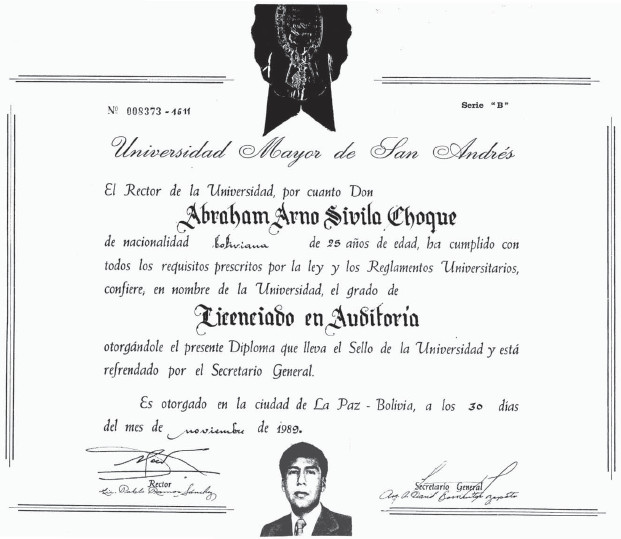 Nº 008373 - 1611
Serie "B"
Universidad Mayor de San Andrés
El Rector de la Universidad, por cuanto Don
Abraham Arno Sivila Choque
de nacionalidad boliviana de 25 años de edad, ha cumplido con
todos los requisitos prescritos por la ley y los Reglamentos Universitarios,
confiere, en nombre de la Universidad, el grado de
Licenciado en Auditoría
otorgándole el presente Diploma que lleva el Sello de la Universidad y está
refrendado por el Secretario General.
Es otorgado en la ciudad de La Paz - Bolivia, a los 30 días
del mes de noviembre de 1989.
Rector
Secretario General